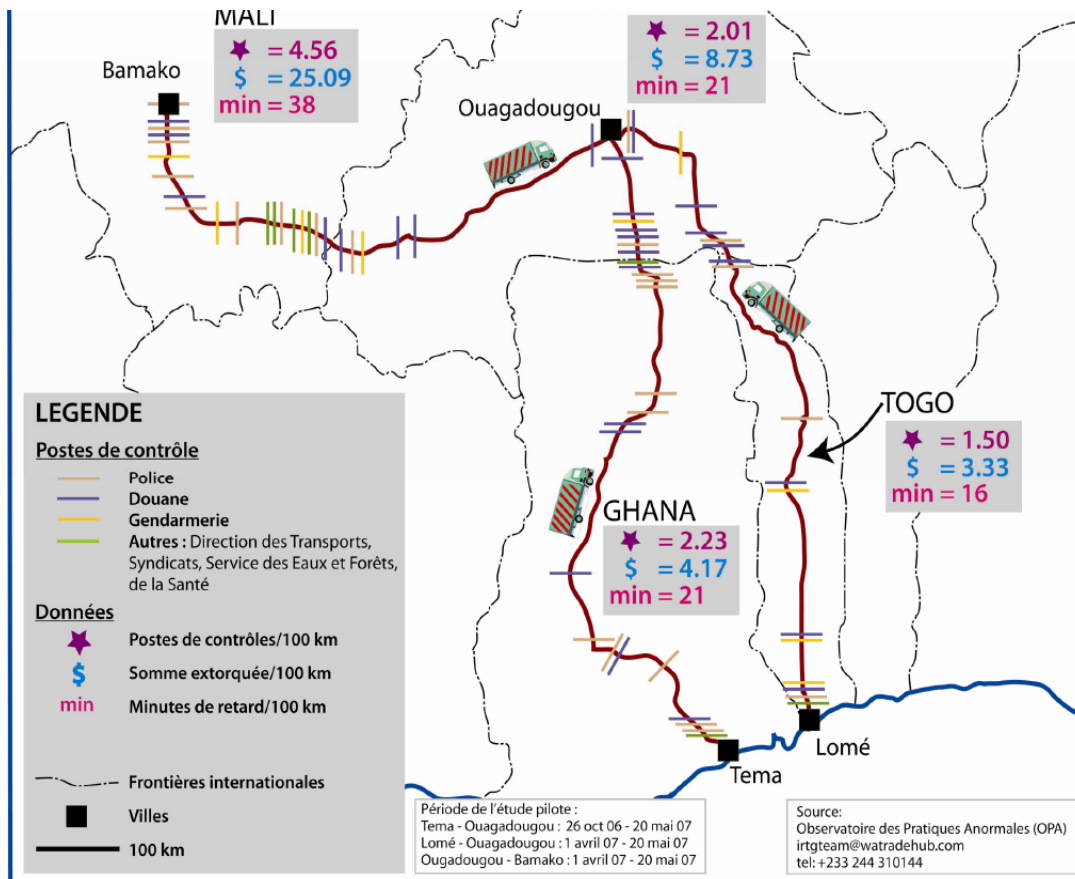 MALI
★ = 4.56
$ = 25.09
min = 38
Bamako
★ = 2.01
$ = 8.73
min = 21
Ouagadougou
TOGO
★ = 1.50
$ = 3.33
min = 16
GHANA
★ = 2.23
$ = 4.17
min = 21
LEGENDE
Postes de contrôle
Police
Douane
Gendarmerie
Autres : Direction des Transports,
Syndicats, Service des Eaux et Forêts,
de la Santé
Données
Postes de contrôles/100 km
$ Somme extorquée/100 km
min Minutes de retard/100 km
Frontières internationales
Villes
100 km
Lomé
Tema
Période de l'étude pilote :
Tema - Ouagadougou : 26 oct 06 - 20 mai 07
Lomé - Ouagadougou : 1 avril 07 - 20 mai 07
Ougadougou - Bamako : 1 avril 07 - 20 mai 07
Source:
Observatoire des Pratiques Anormales (OPA)
irtgteam@watradehub.com
tel: +233 244 310144